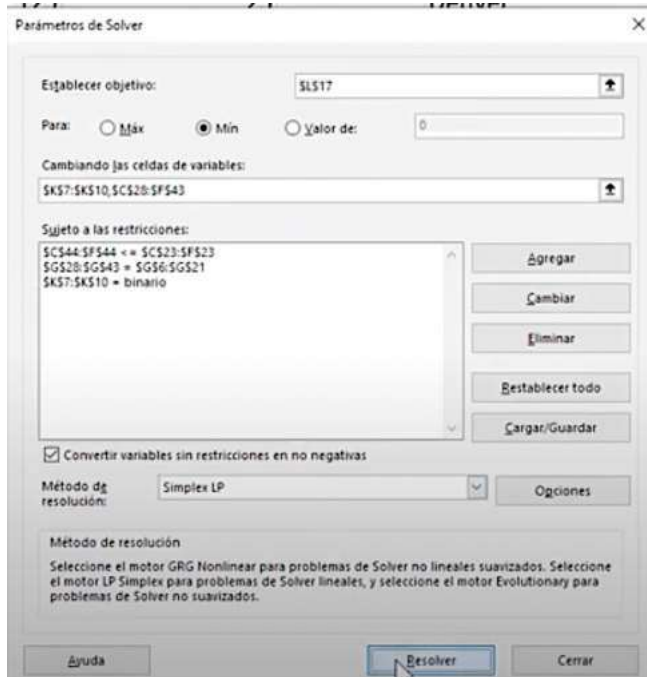 Denver
Parámetros de Solver
Establecer objetivo:
$L$17
Para:
Máx
Mín
Valor de:
0
Cambiando las celdas de variables:
$K$7:$K$10,$C$28:$F$43
Sujeto a las restricciones:
$C$44:$F$44 <= $C$23:$F$23
$G$28:$G$43 = $G$6:$G$21
$K$7:$K$10 = binario
Agregar
Cambiar
Eliminar
Restablecer todo
Cargar/Guardar
Convertir variables sin restricciones en no negativas
Método de
resolución:
Simplex LP
Opciones
Método de resolución
Seleccione el motor GRG Nonlinear para problemas de Solver no lineales suavizados. Seleccione
el motor LP Simplex para problemas de Solver lineales, y seleccione el motor Evolutionary para
problemas de Solver no suavizados.
Ayuda
Resolver
Cerrar